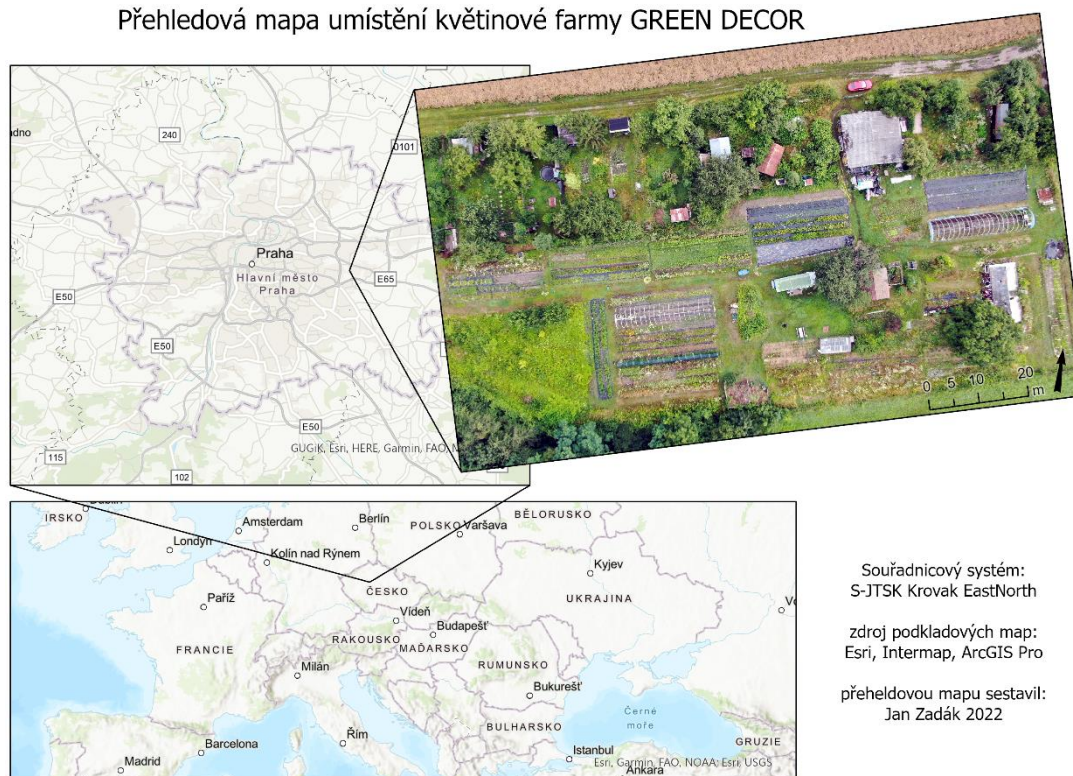 Přehledová mapa umístění květinové farmy GREEN DECOR
240
0101
Praha
Hlavní město
Praha
E65
E50
E50
E50
GUGiK, Esri, HERE, Garmin, FAO,
115
102
0 5 10 20
m
IRSKO
Amsterdam
Berlín
POLSKO
Varšava
BĚLORUSKO
Londýn
Kolín nad Rýnem
Kyjev
ČESKO
Paříž
UKRAJINA
Vídeň
Budapešť
RAKOUSKO
MAĎARSKO
FRANCIE
Milán
RUMUNSKO
Bukurešť
Černé
moře
BULHARSKO
Řím
GRUZIE
Barcelona
Istanbul
Madrid
Esri, Garmin, FAO, NOAA, Esri, USGS
Ankara
Souřadnicový systém:
S-JTSK Krovak EastNorth
zdroj podkladových map:
Esri, Intermap, ArcGIS Pro
přeheldovou mapu sestavil:
Jan Zadák 2022